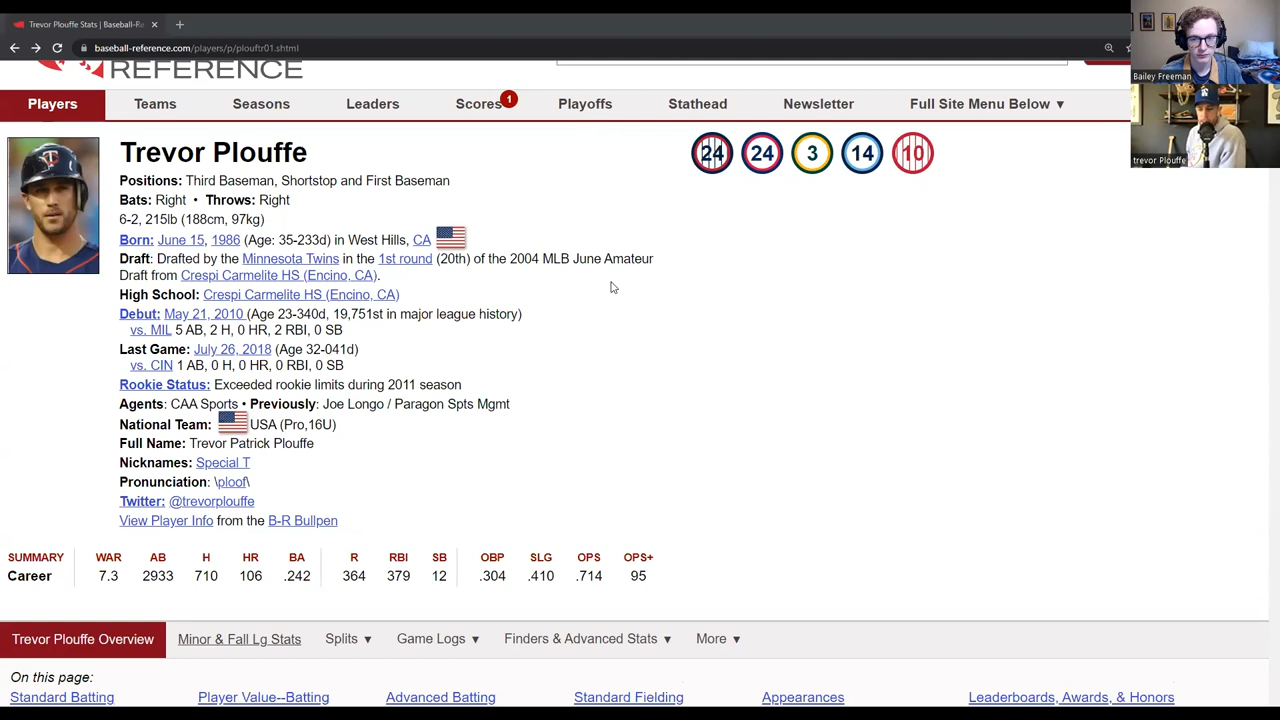 Trevor Plouffe Stats | Baseball-Re
baseball-reference.com/players/p/plouftr01.shtml
Bailey Freeman
trevor Plouffe
REFERENCE
Players Teams Seasons Leaders Scores 1 Playoffs Stathead Newsletter Full Site Menu Below ▼
Trevor Plouffe
24 24 3 14 10
Positions: Third Baseman, Shortstop and First Baseman
Bats: Right • Throws: Right
6-2, 215lb (188cm, 97kg)
Born: June 15, 1986 (Age: 35-233d) in West Hills, CA
Draft: Drafted by the Minnesota Twins in the 1st round (20th) of the 2004 MLB June Amateur
Draft from Crespi Carmelite HS (Encino, CA).
High School: Crespi Carmelite HS (Encino, CA)
Debut: May 21, 2010 (Age 23-340d, 19,751st in major league history)
vs. MIL 5 AB, 2 H, 0 HR, 2 RBI, 0 SB
Last Game: July 26, 2018 (Age 32-041d)
vs. CIN 1 AB, 0 H, 0 HR, 0 RBI, 0 SB
Rookie Status: Exceeded rookie limits during 2011 season
Agents: CAA Sports • Previously: Joe Longo / Paragon Spts Mgmt
National Team: USA (Pro,16U)
Full Name: Trevor Patrick Plouffe
Nicknames: Special T
Pronunciation: \ploof\
Twitter: @trevorplouffe
View Player Info from the B-R Bullpen
SUMMARY WAR AB H HR BA R RBI SB OBP SLG OPS OPS+
Career 7.3 2933 710 106 .242 364 379 12 .304 .410 .714 95
Trevor Plouffe Overview Minor & Fall Lg Stats Splits ▼ Game Logs ▼ Finders & Advanced Stats ▼ More ▼
On this page:
Standard Batting Player Value--Batting Advanced Batting Standard Fielding Appearances Leaderboards, Awards, & Honors